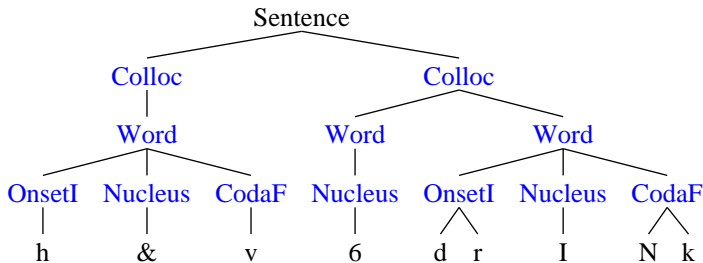 Sentence
Colloc Colloc
Word Word Word
OnsetI Nucleus CodaF Nucleus OnsetI Nucleus CodaF
h & v 6 d r I N k